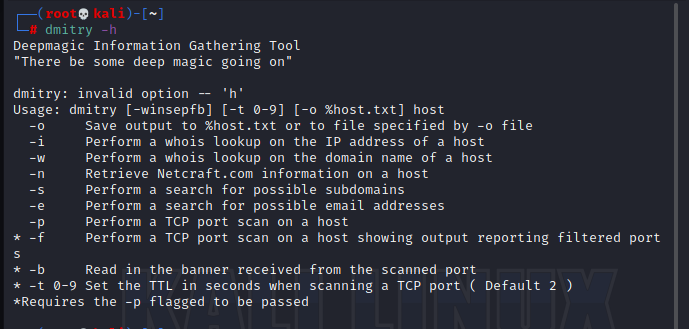 ┌──(root💀kali)-[~]
└─# dmitry -h
Deepmagic Information Gathering Tool
"There be some deep magic going on"

dmitry: invalid option -- 'h'
Usage: dmitry [-winsepfb] [-t 0-9] [-o %host.txt] host
  -o     Save output to %host.txt or to file specified by -o file
  -i     Perform a whois lookup on the IP address of a host
  -w     Perform a whois lookup on the domain name of a host
  -n     Retrieve Netcraft.com information on a host
  -s     Perform a search for possible subdomains
  -e     Perform a search for possible email addresses
  -p     Perform a TCP port scan on a host
* -f     Perform a TCP port scan on a host showing output reporting filtered port
s
* -b     Read in the banner received from the scanned port
* -t 0-9 Set the TTL in seconds when scanning a TCP port ( Default 2 )
*Requires the -p flagged to be passed
KALI LINUX